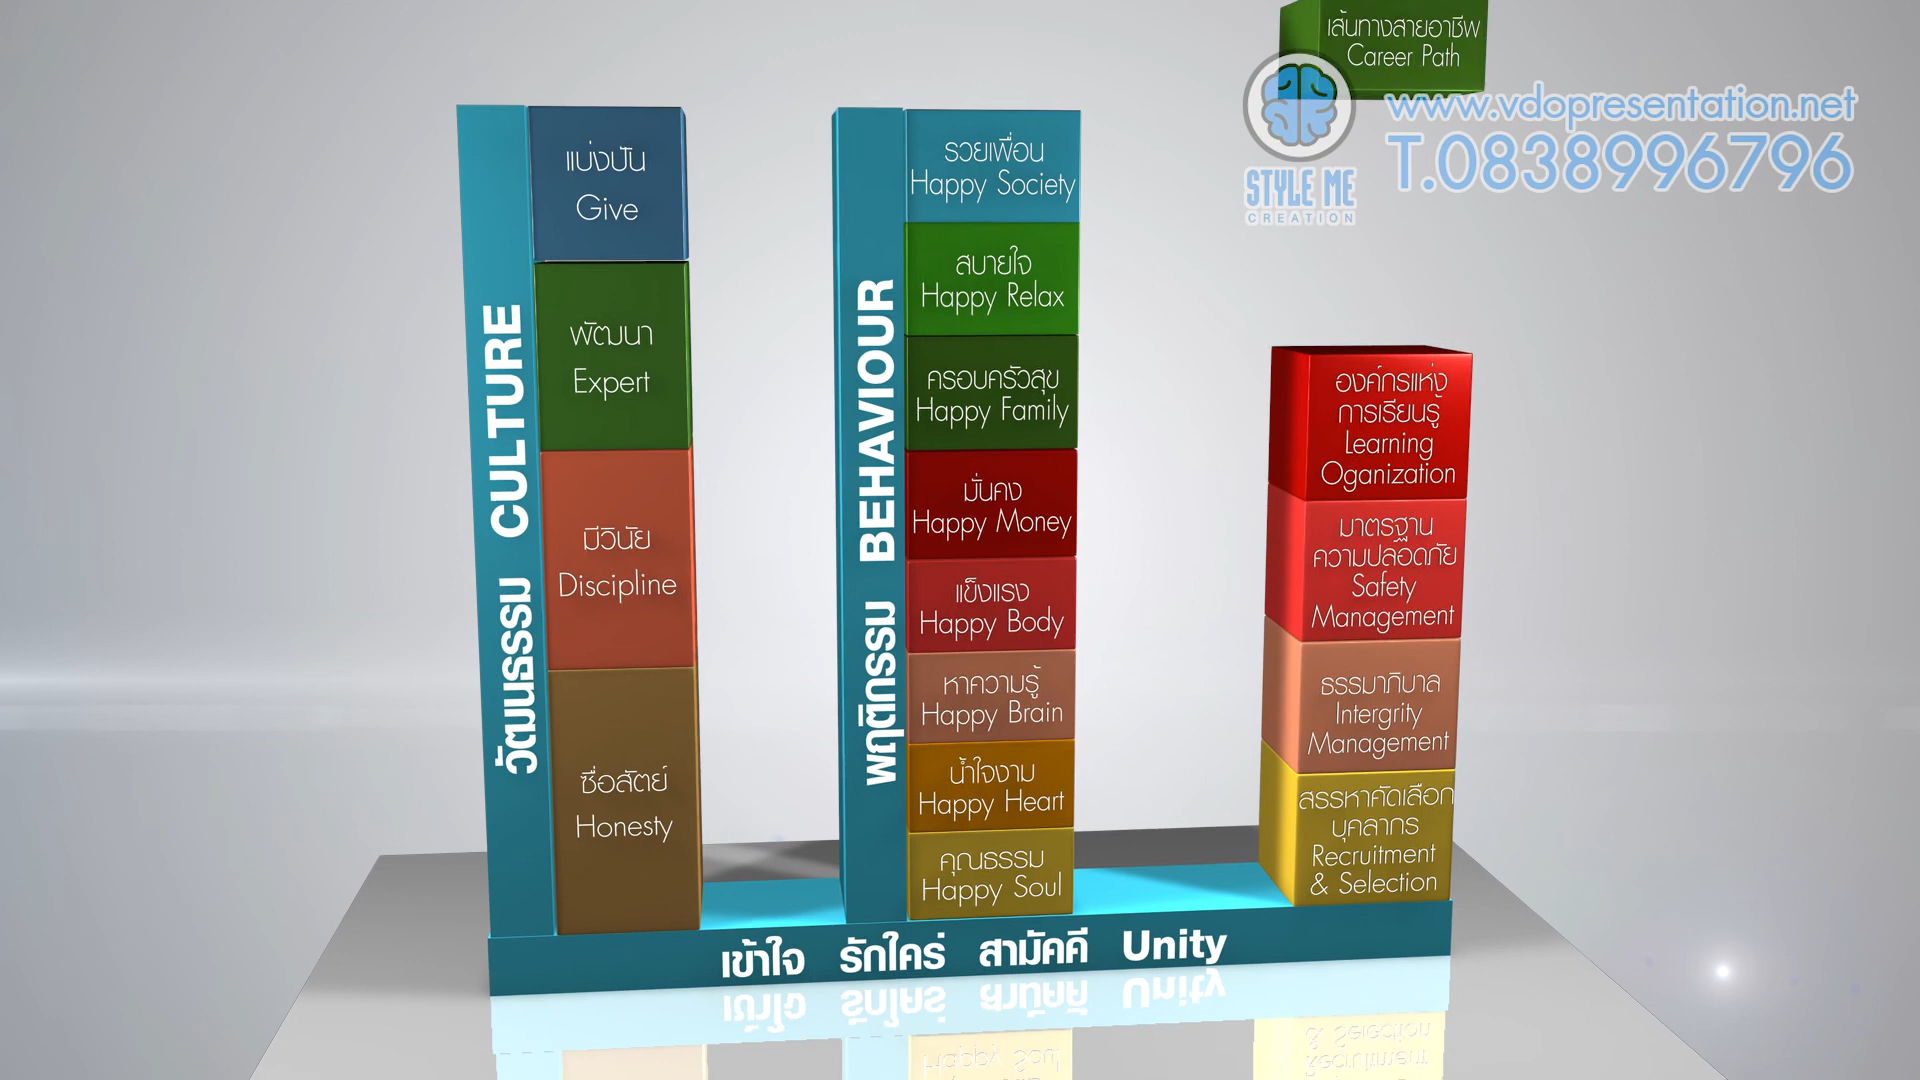 เส้นทางสายอาชีพ
Career Path
www.vdopresentation.net
T.0838996796
STYLE ME
CREATION
วัฒนธรรม CULTURE
แบ่งปัน
Give
พัฒนา
Expert
มีวินัย
Discipline
ซื่อสัตย์
Honesty
พฤติกรรม BEHAVIOUR
รวยเพื่อน
Happy Society
สบายใจ
Happy Relax
ครอบครัวสุข
Happy Family
มั่นคง
Happy Money
แข็งแรง
Happy Body
หาความรู้
Happy Brain
น้ำใจงาม
Happy Heart
คุณธรรม
Happy Soul
องค์กรแห่ง
การเรียนรู้
Learning
Oganization
มาตรฐาน
ความปลอดภัย
Safety
Management
ธรรมาภิบาล
Intergrity
Management
สรรหาคัดเลือก
บุคลากร
Recruitment
& Selection
เข้าใจ รักใคร่ สามัคคี Unity